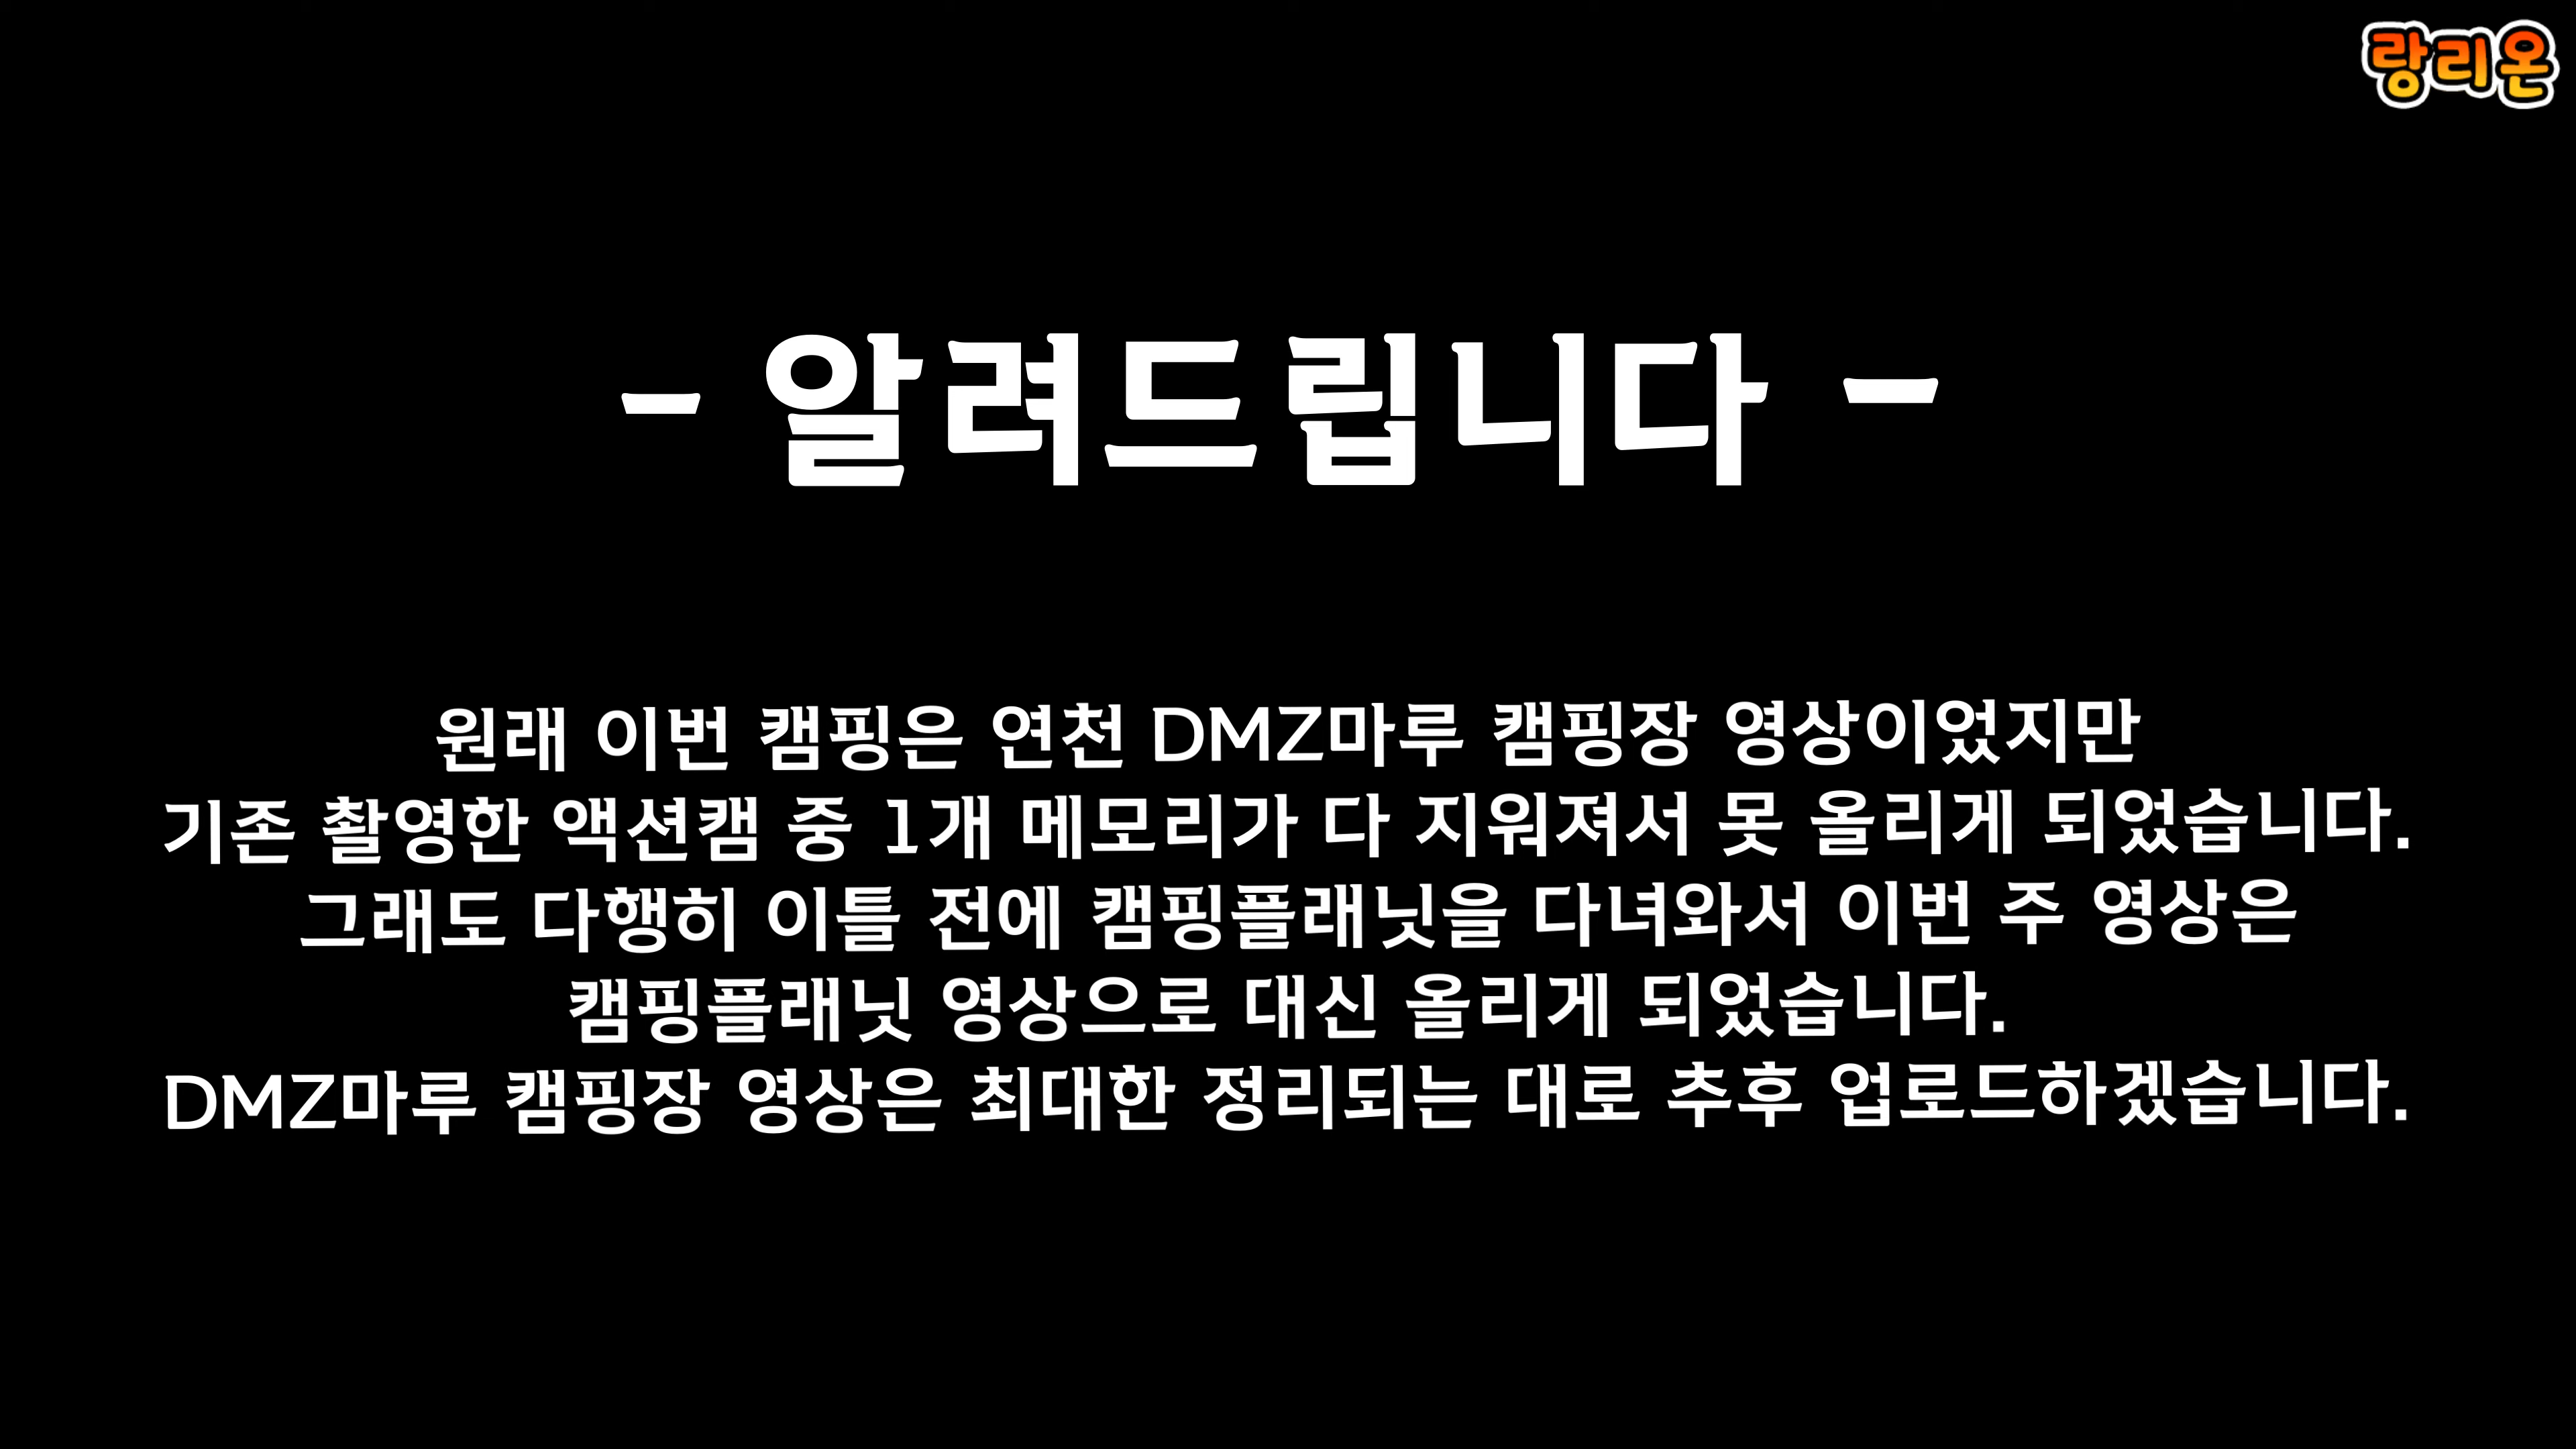 랑리온
- 알려드립니다 -
원래 이번 캠핑은 연천 DMZ마루 캠핑장 영상이었지만
기존 촬영한 액션캠 중 1개 메모리가 다 지워져서 못 올리게 되었습니다.
그래도 다행히 이틀 전에 캠핑플래닛을 다녀와서 이번 주 영상은
캠핑플래닛 영상으로 대신 올리게 되었습니다.
DMZ마루 캠핑장 영상은 최대한 정리되는 대로 추후 업로드하겠습니다.